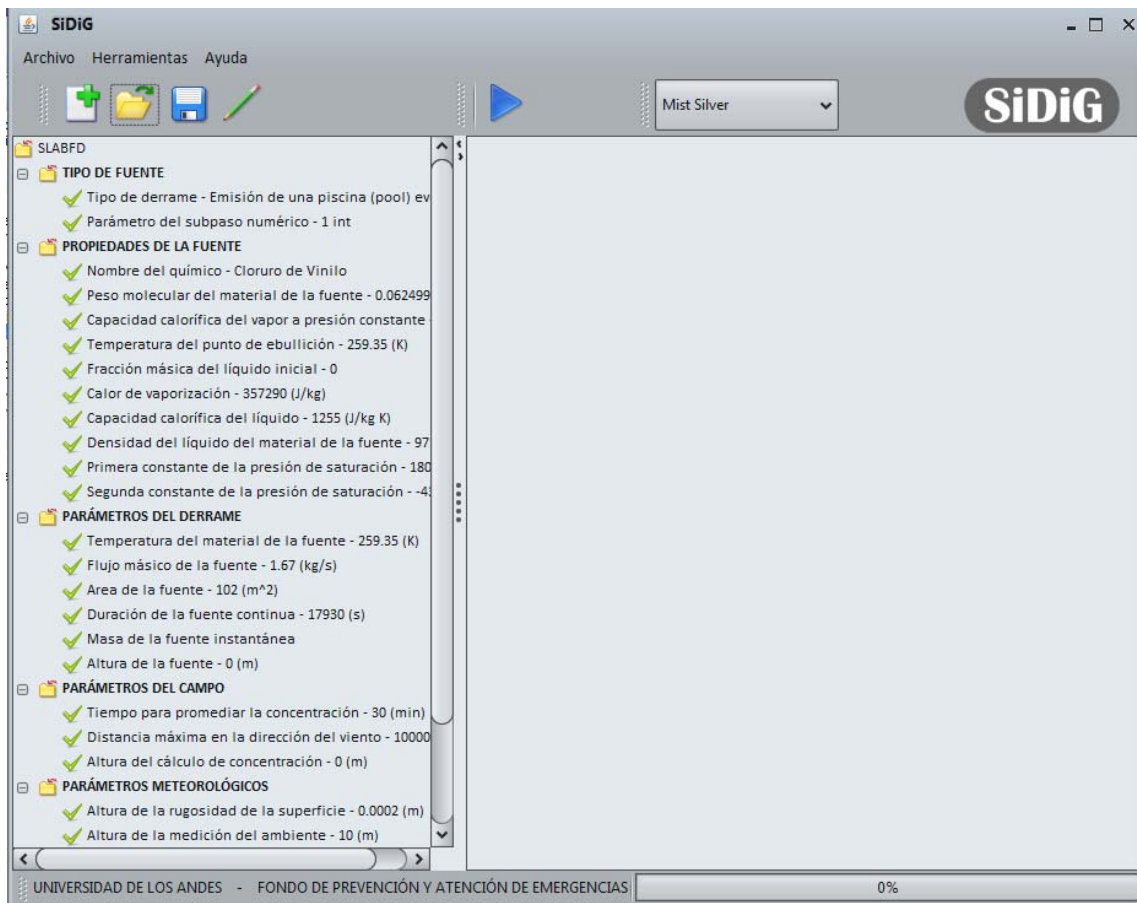 SiDiG
Archivo Herramientas Ayuda
Mist Silver
SiDiG
SLABFD
TIPO DE FUENTE
Tipo de derrame - Emisión de una piscina (pool) ev
Parámetro del subpaso numérico - 1 int
PROPIEDADES DE LA FUENTE
Nombre del químico - Cloruro de Vinilo
Peso molecular del material de la fuente - 0.062499
Capacidad calorífica del vapor a presión constante -
Temperatura del punto de ebullición - 259.35 (K)
Fracción másica del líquido inicial - 0
Calor de vaporización - 357290 (J/kg)
Capacidad calorífica del líquido - 1255 (J/kg K)
Densidad del líquido del material de la fuente - 97
Primera constante de la presión de saturación - 180
Segunda constante de la presión de saturación - -4
PARÁMETROS DEL DERRAME
Temperatura del material de la fuente - 259.35 (K)
Flujo másico de la fuente - 1.67 (kg/s)
Area de la fuente - 102 (m^2)
Duración de la fuente continua - 17930 (s)
Masa de la fuente instantánea
Altura de la fuente - 0 (m)
PARÁMETROS DEL CAMPO
Tiempo para promediar la concentración - 30 (min)
Distancia máxima en la dirección del viento - 10000
Altura del cálculo de concentración - 0 (m)
PARÁMETROS METEOROLÓGICOS
Altura de la rugosidad de la superficie - 0.0002 (m)
Altura de la medición del ambiente - 10 (m)
UNIVERSIDAD DE LOS ANDES - FONDO DE PREVENCIÓN Y ATENCIÓN DE EMERGENCIAS
0%